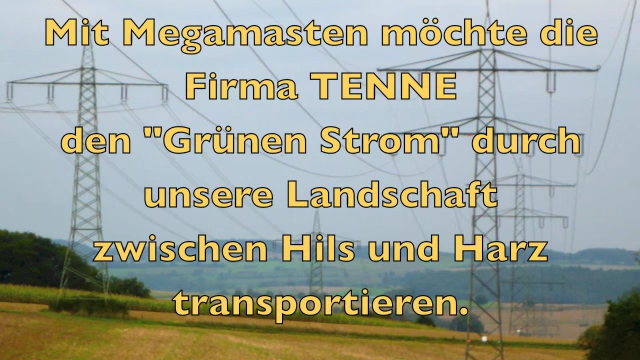 Mit Megamasten möchte die
Firma TENNE
den "Grünen Strom" durch
unsere Landschaft
zwischen Hils und Harz
transportieren.